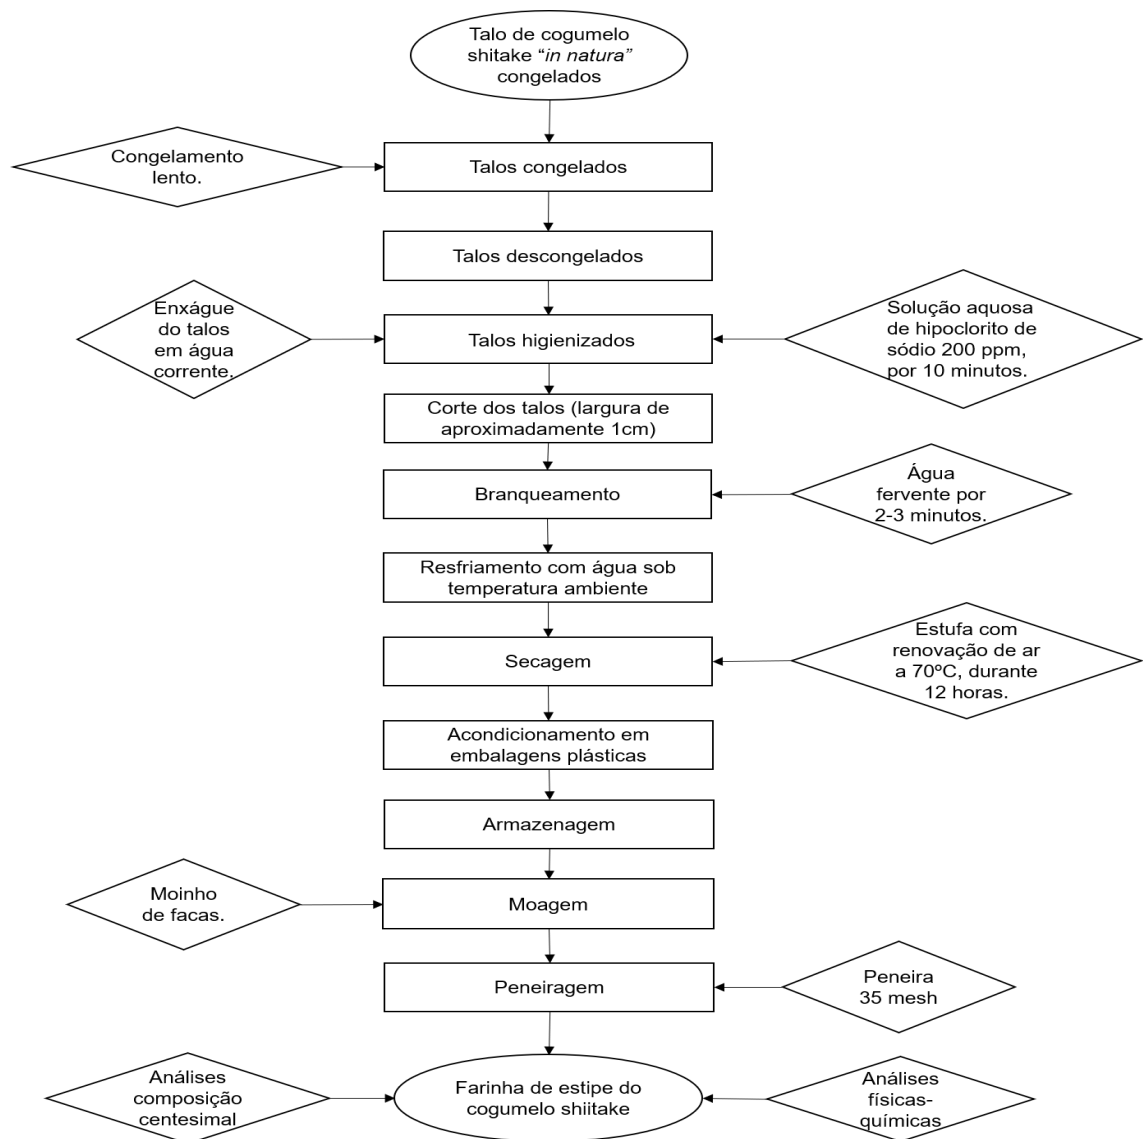 Talo de cogumelo
shitake “in natura”
congelados
Congelamento
lento.
Talos congelados
Talos descongelados
Enxágue
do talos
em água
corrente.
Talos higienizados
Solução aquosa
de hipoclorito de
sódio 200 ppm,
por 10 minutos.
Corte dos talos (largura de
aproximadamente 1cm)
Branqueamento
Água
fervente por
2-3 minutos.
Resfriamento com água sob
temperatura ambiente
Secagem
Estufa com
renovação de ar
a 70ºC, durante
12 horas.
Acondicionamento em
embalagens plásticas
Armazenagem
Moinho
de facas.
Moagem
Peneiragem
Peneira
35 mesh
Análises
composição
centesimal
Farinha de estipe do
cogumelo shiitake
Análises
físicas-
químicas